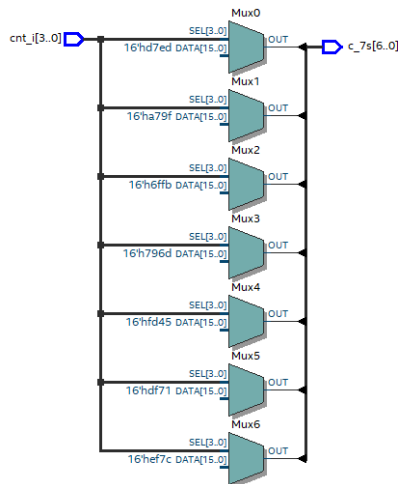 Mux0
cnt_i[3..0] SEL[3..0] OUT c_7s[6..0]
16'hd7ed DATA[15..0]
Mux1
SEL[3..0] OUT
16'ha79f DATA[15..0]
Mux2
SEL[3..0] OUT
16'h6ffb DATA[15..0]
Mux3
SEL[3..0] OUT
16'h796d DATA[15..0]
Mux4
SEL[3..0] OUT
16'hfd45 DATA[15..0]
Mux5
SEL[3..0] OUT
16'hdf71 DATA[15..0]
Mux6
SEL[3..0] OUT
16'hef7c DATA[15..0]